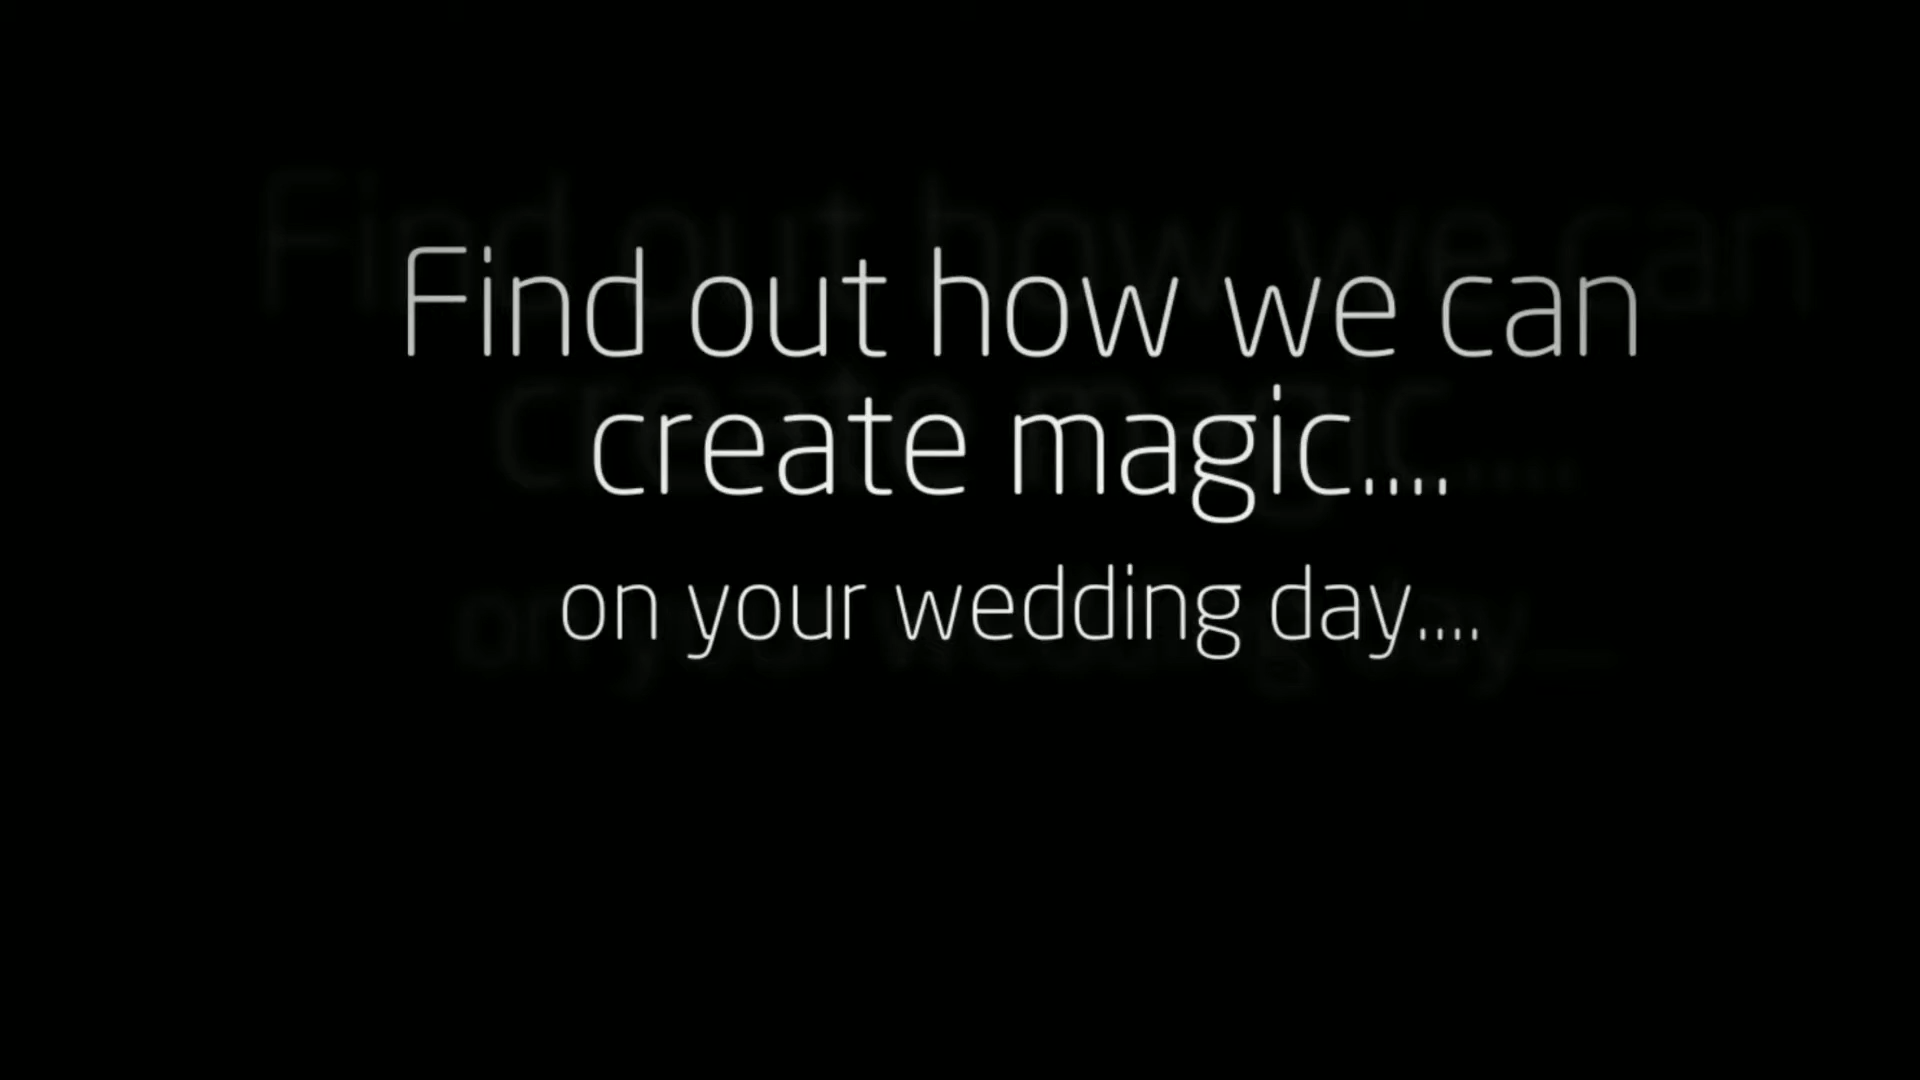 Find out how we can
create magic....
on your wedding day....